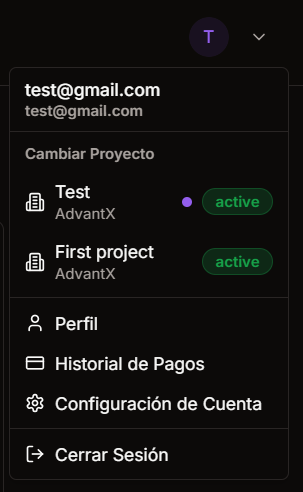 T
test@gmail.com
test@gmail.com
Cambiar Proyecto
Test
active
AdvantX
First project
active
AdvantX
Perfil
Historial de Pagos
Configuración de Cuenta
Cerrar Sesión